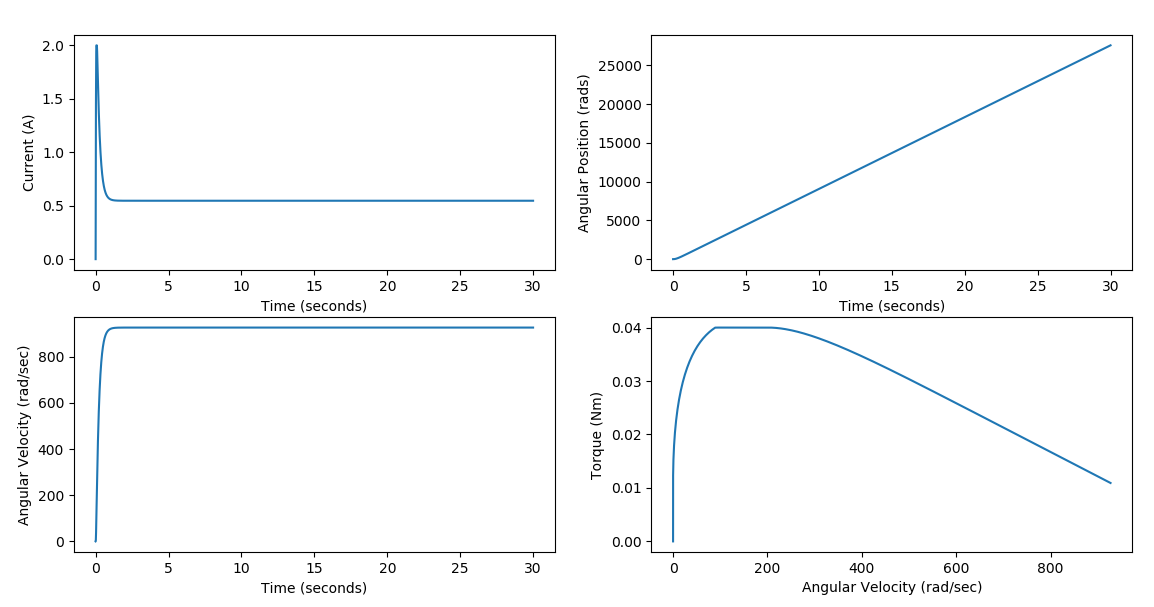 2.0
1.5
1.0
0.5
0.0
Current (A)
0 5 10 15 20 25 30
Time (seconds)
25000
20000
15000
10000
5000
0
Angular Position (rads)
0 5 10 15 20 25 30
Time (seconds)
800
600
400
200
0
Angular Velocity (rad/sec)
0 5 10 15 20 25 30
Time (seconds)
0.04
0.03
0.02
0.01
0.00
Torque (Nm)
0 200 400 600 800
Angular Velocity (rad/sec)